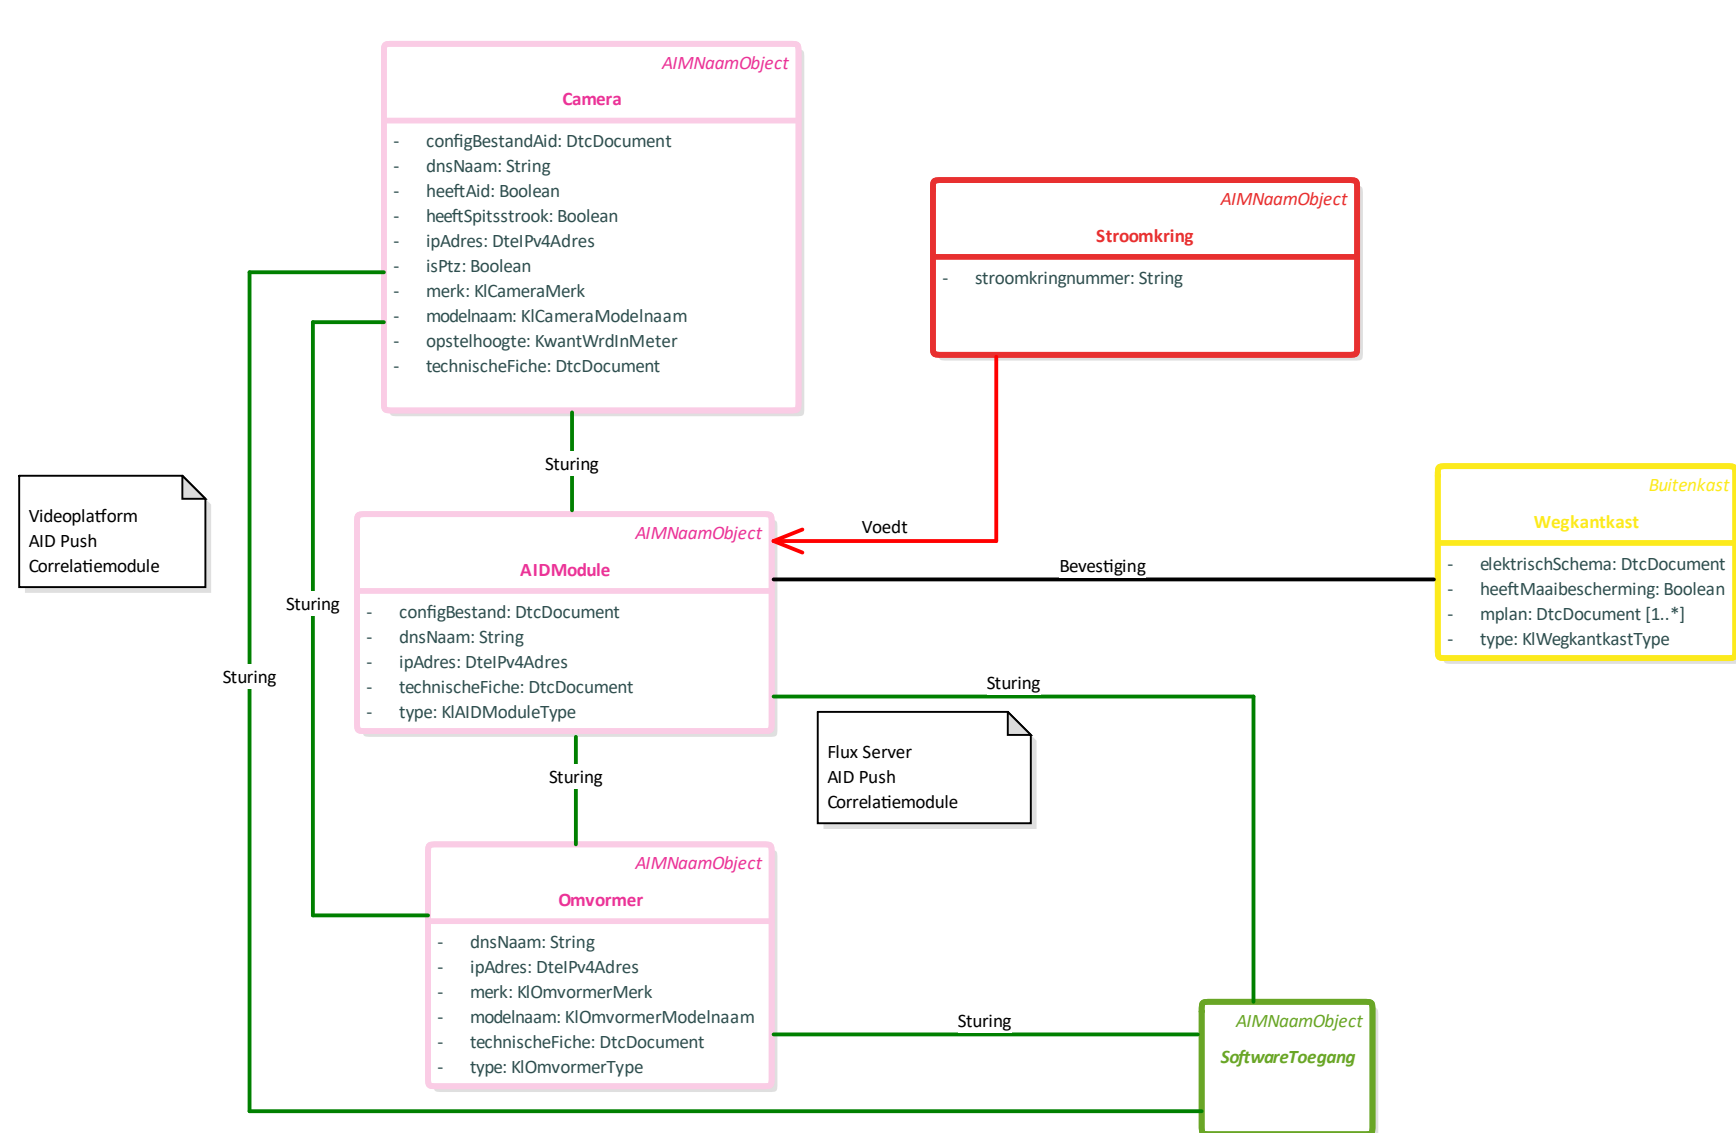 AIMNaamObject
Camera
- configBestandAid: DtcDocument
- dnsNaam: String
- heeftAid: Boolean
- heeftSpitsstrook: Boolean
- ipAdres: DteIPv4Adres
- isPtz: Boolean
- merk: KlCameraMerk
- modelnaam: KlCameraModelnaam
- opstelhoogte: KwantWrdInMeter
- technischeFiche: DtcDocument
AIMNaamObject
Stroomkring
- stroomkringnummer: String
Sturing
Videoplatform
AID Push
Correlatiemodule
Voedt
Buitenkast
Wegkantkast
- elektrischSchema: DtcDocument
- heeftMaaibescherming: Boolean
- mplan: DtcDocument [1..*]
- type: KlWegkantkastType
AIMNaamObject
AIDModule
- configBestand: DtcDocument
- dnsNaam: String
- ipAdres: DteIPv4Adres
- technischeFiche: DtcDocument
- type: KlAIDModuleType
Bevestiging
Sturing
Sturing
Sturing
Flux Server
AID Push
Correlatiemodule
Sturing
AIMNaamObject
Omvormer
- dnsNaam: String
- ipAdres: DteIPv4Adres
- merk: KlOmvormerMerk
- modelnaam: KlOmvormerModelnaam
- technischeFiche: DtcDocument
- type: KlOmvormerType
Sturing
AIMNaamObject
SoftwareToegang